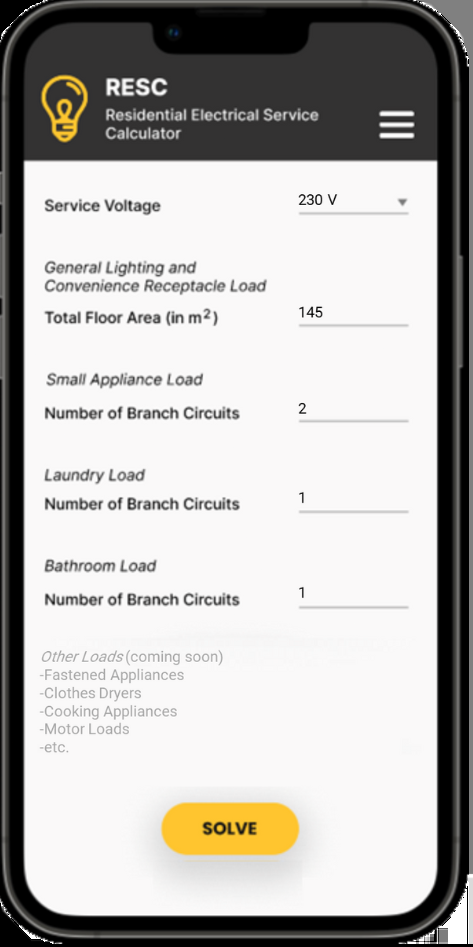 RESC
Residential Electrical Service
Calculator
Service Voltage
230 V
General Lighting and
Convenience Receptacle Load
Total Floor Area (in m²)
145
Small Appliance Load
Number of Branch Circuits
2
Laundry Load
Number of Branch Circuits
1
Bathroom Load
Number of Branch Circuits
1
Other Loads (coming soon)
-Fastened Appliances
-Clothes Dryers
-Cooking Appliances
-Motor Loads
-etc.
SOLVE